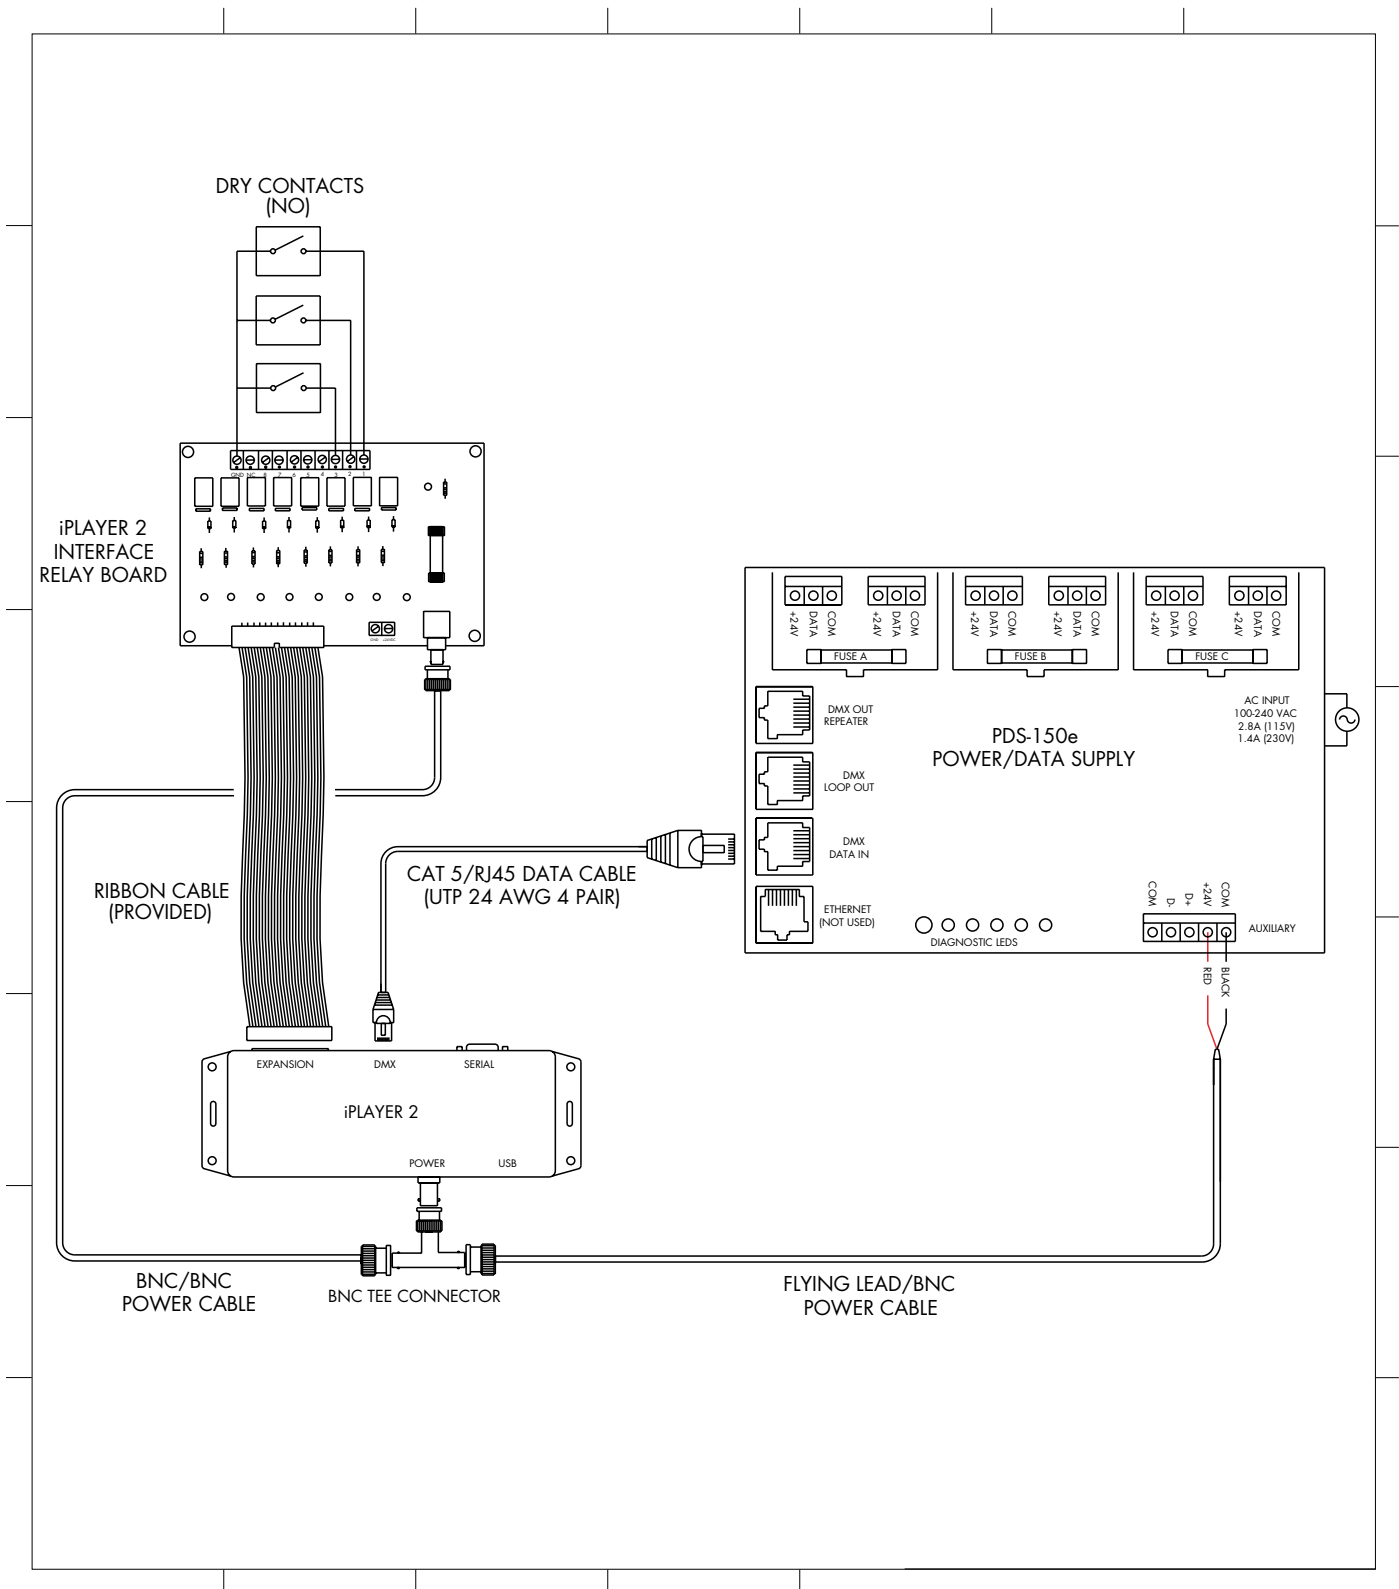 DRY CONTACTS
(NO)
GND NC 8 7 6 5 4 3 2 1
iPLAYER 2
INTERFACE
RELAY BOARD
GND
+24V
DATA
COM
+24V
DATA
COM
+24V
DATA
COM
+24V
DATA
COM
+24V
DATA
COM
+24V
DATA
COM
FUSE A
FUSE B
FUSE C
DMX OUT
REPEATER
AC INPUT
100-240 VAC
2.8A (115V)
1.4A (230V)
PDS-150e
POWER/DATA SUPPLY
DMX
LOOP OUT
DMX
DATA IN
CAT 5/RJ45 DATA CABLE
(UTP 24 AWG 4 PAIR)
RIBBON CABLE
(PROVIDED)
ETHERNET
(NOT USED)
DIAGNOSTIC LEDS
COM
D-
D+
+24V
COM
AUXILIARY
RED
BLACK
EXPANSION
DMX
SERIAL
iPLAYER 2
POWER
USB
BNC/BNC
POWER CABLE
BNC TEE CONNECTOR
FLYING LEAD/BNC
POWER CABLE